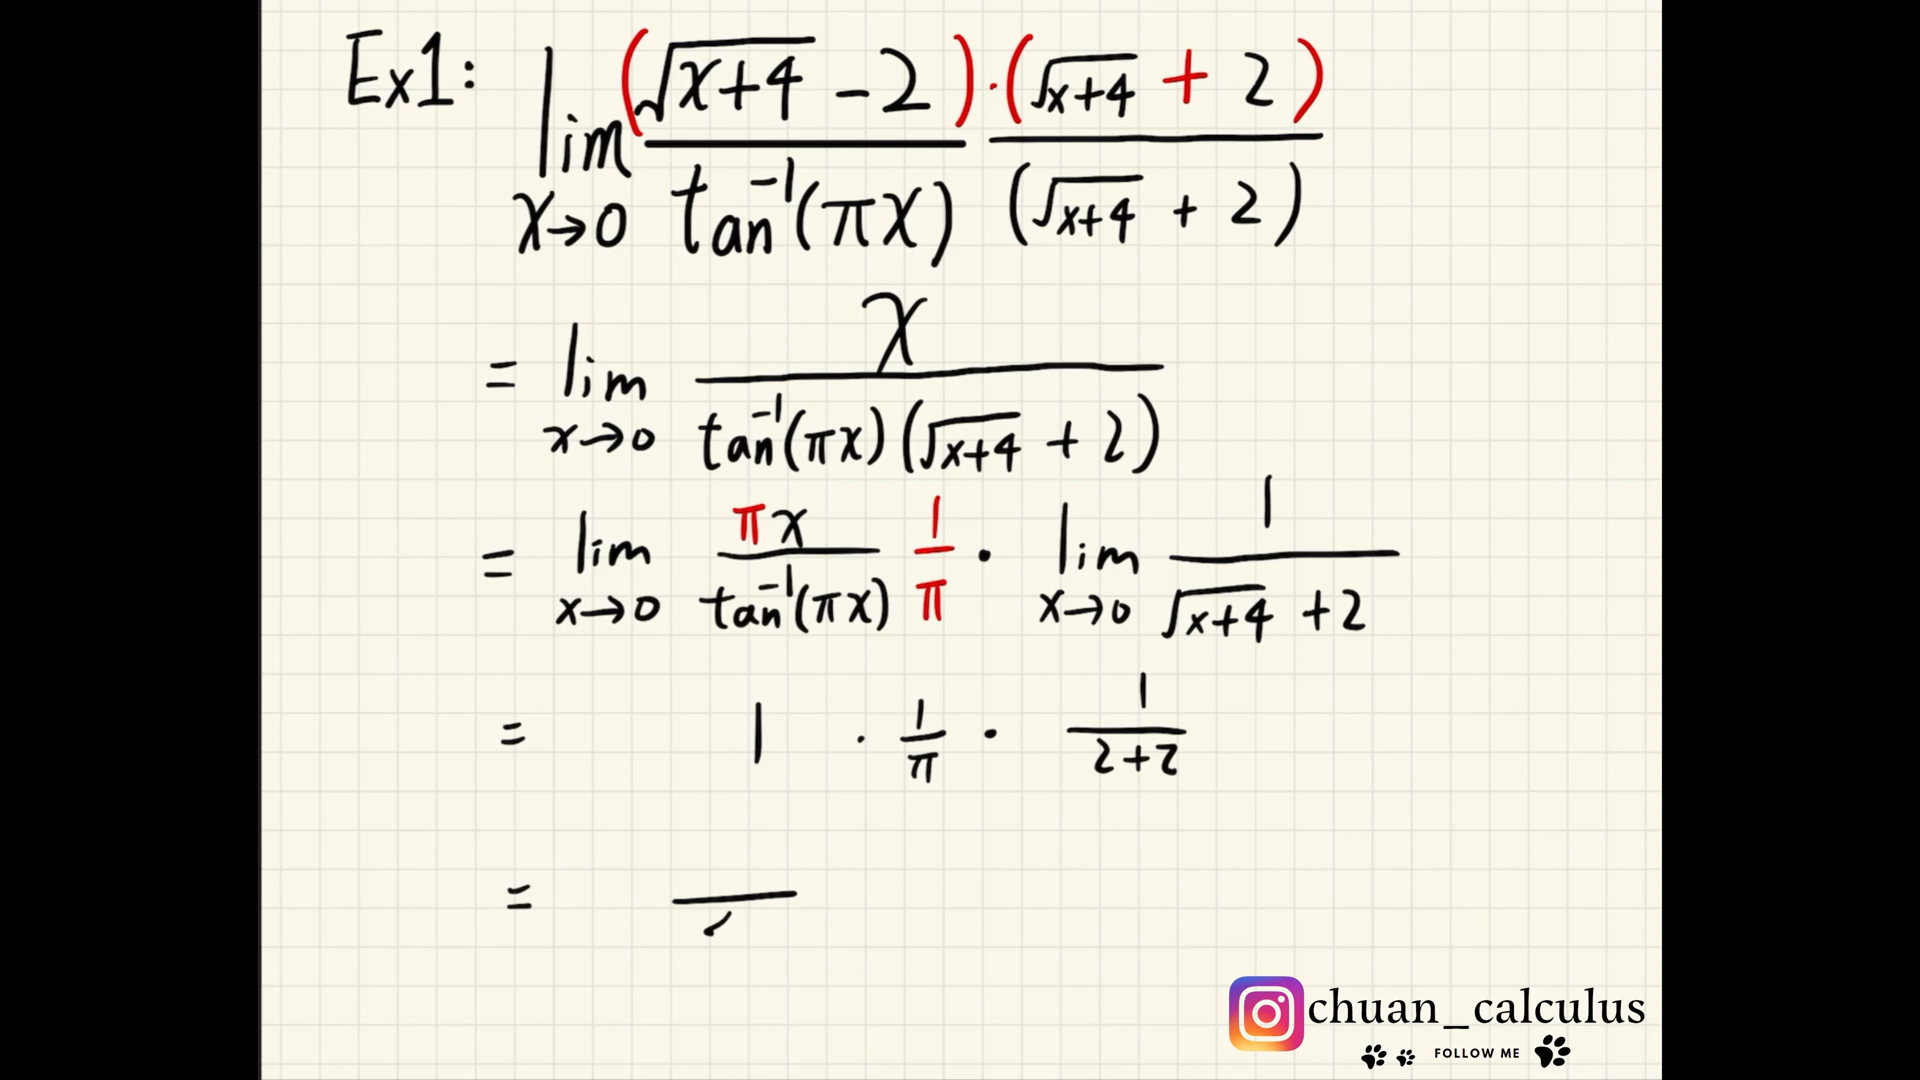 Ex1: lim x→0 (√(x+4) - 2)/(tan⁻¹(πx)) · (√(x+4) + 2)/(√(x+4) + 2)
= lim x→0 x/(tan⁻¹(πx)(√(x+4) + 2))
= lim x→0 πx/(tan⁻¹(πx)) 1/π · lim x→0 1/(√(x+4) + 2)
= 1 · 1/π · 1/(2+2)
=
chuan_calculus
FOLLOW ME